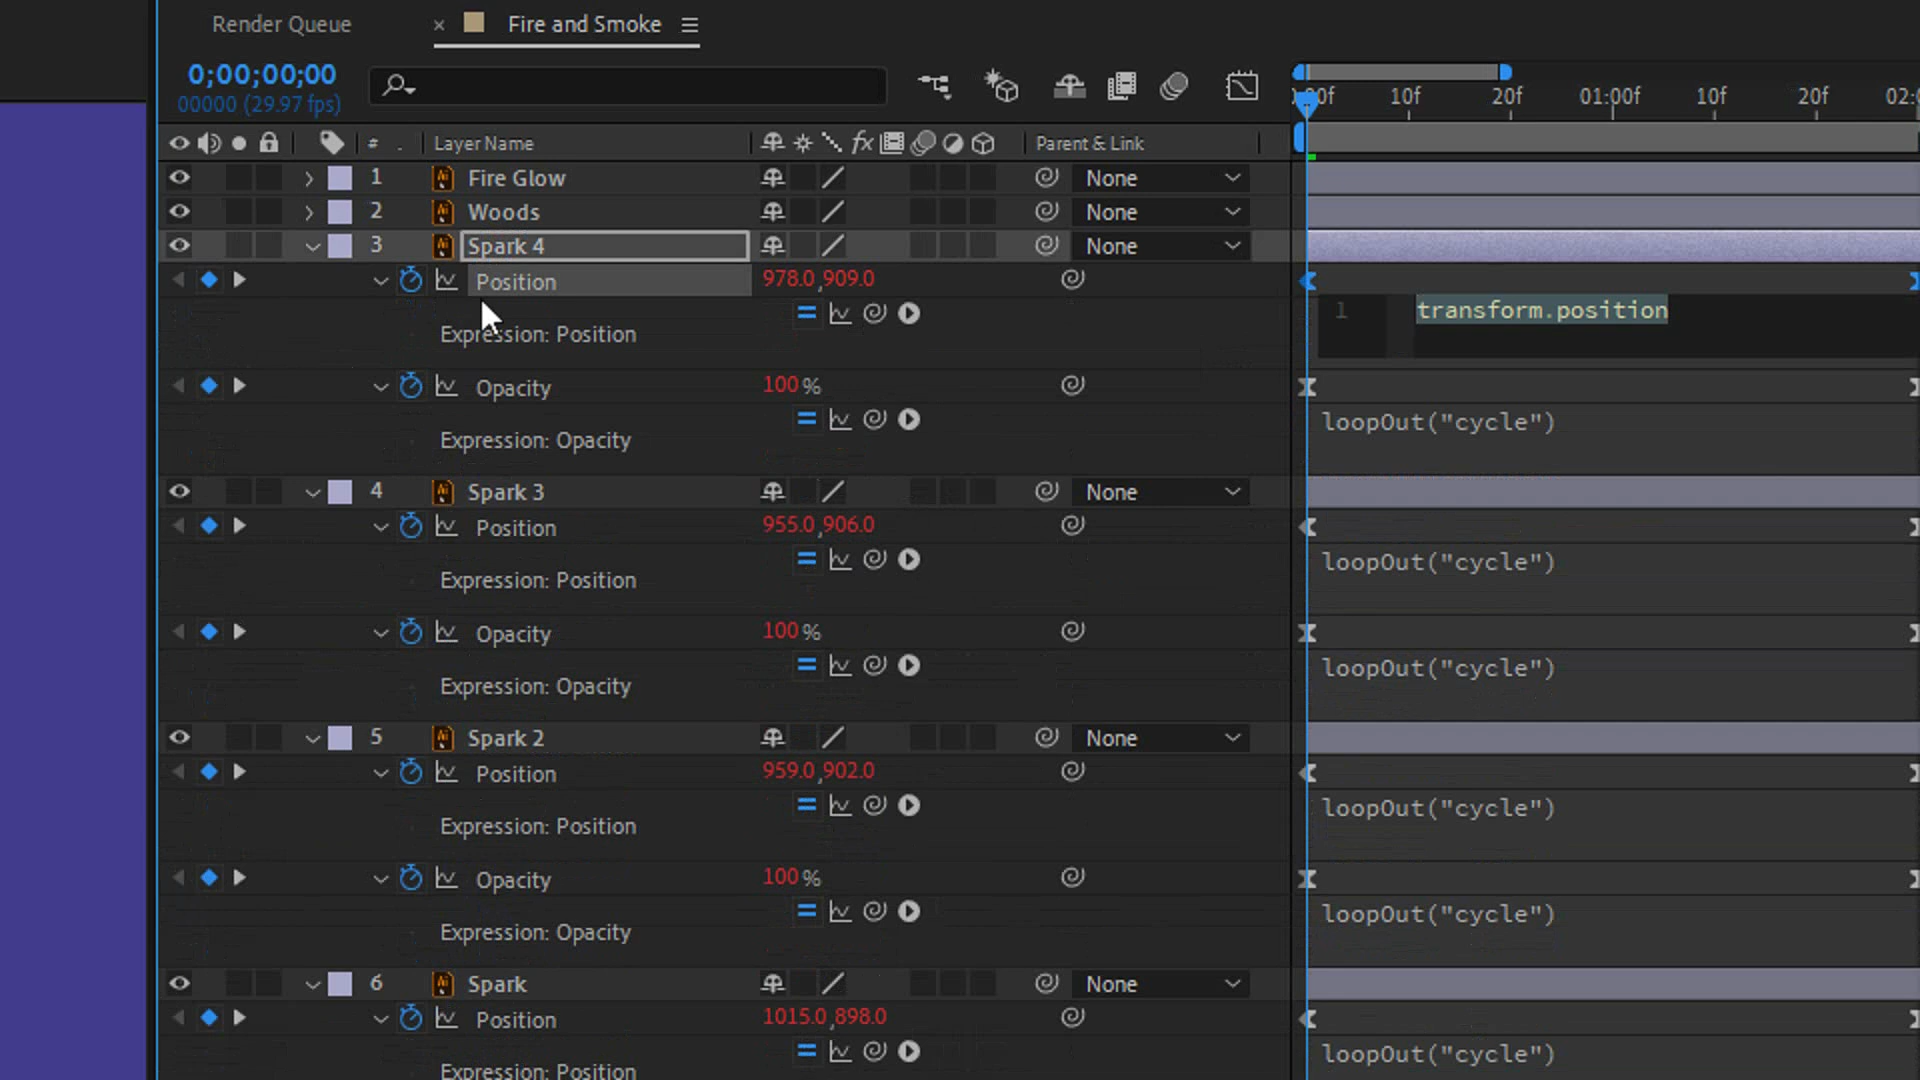 Render Queue
× Fire and Smoke
0;00;00;00
00000 (29.97 fps)
10f 20f 01:00f 10f 20f
# . Layer Name fx Parent & Link
1 Fire Glow None
2 Woods None
3 Spark 4 None
Position 978.0,909.0
1 transform.position
Expression: Position
Opacity 100 %
loopOut("cycle")
Expression: Opacity
4 Spark 3 None
Position 955.0,906.0
loopOut("cycle")
Expression: Position
Opacity 100 %
loopOut("cycle")
Expression: Opacity
5 Spark 2 None
Position 959.0,902.0
loopOut("cycle")
Expression: Position
Opacity 100 %
loopOut("cycle")
Expression: Opacity
6 Spark None
Position 1015.0,898.0
loopOut("cycle")
Expression: Position